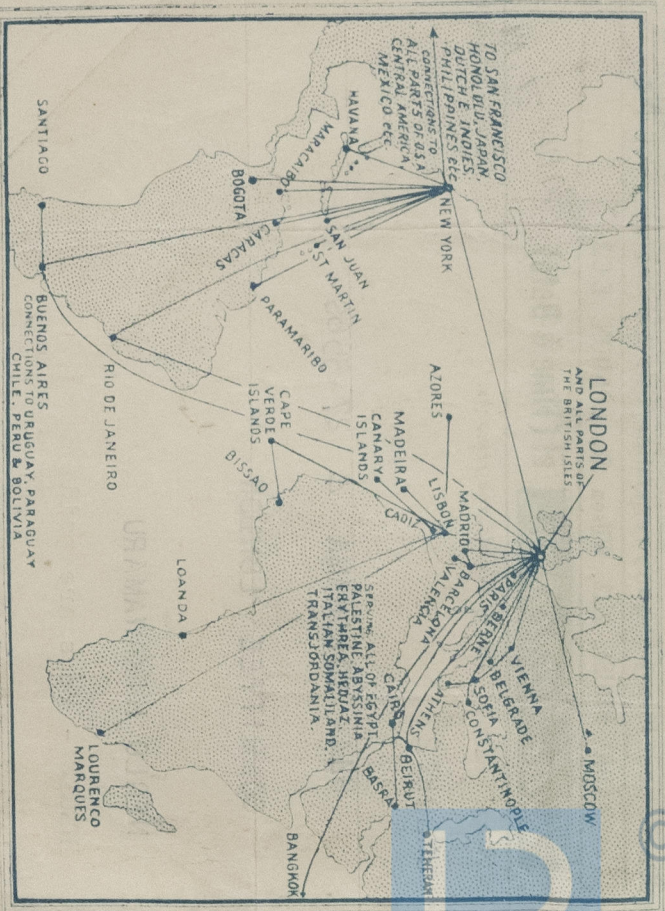 TO SAN FRANCISCO
HONOLULU, JAPAN,
DUTCH E. INDIES,
PHILIPPINES etc
CONNECTIONS TO
ALL PARTS OF U.S.A
CENTRAL AMERICA
MEXICO etc
NEW YORK
HAVANA
MARACAIBO
BOGOTA
CARACAS
SAN JUAN
ST MARTIN
PARAMARIBO
SANTIAGO
BUENOS AIRES
CONNECTIONS TO URUGUAY, PARAGUAY
CHILE, PERU & BOLIVIA
RIO DE JANEIRO
LONDON
AND ALL PARTS OF
THE BRITISH ISLES
AZORES
MADEIRA
CANARY
ISLANDS
CAPE
VERDE
ISLANDS
BISSAO
LISBON
CADIZ
MADRID
BARCELONA
VALENCIA
PARIS
BERNE
VIENNA
BELGRADE
SOFIA
CONSTANTINOPLE
ATHENS
MOSCOW
CAIRO
BEIRUT
BASRA
TEHERAN
BANGKOK
SERVING ALL OF EGYPT
PALESTINE ABYSSINIA
ERYTHREA, HEDJAZ
ITALIAN SOMALILAND,
TRANSJORDANIA.
LOANDA
LOURENCO
MARQUES
©